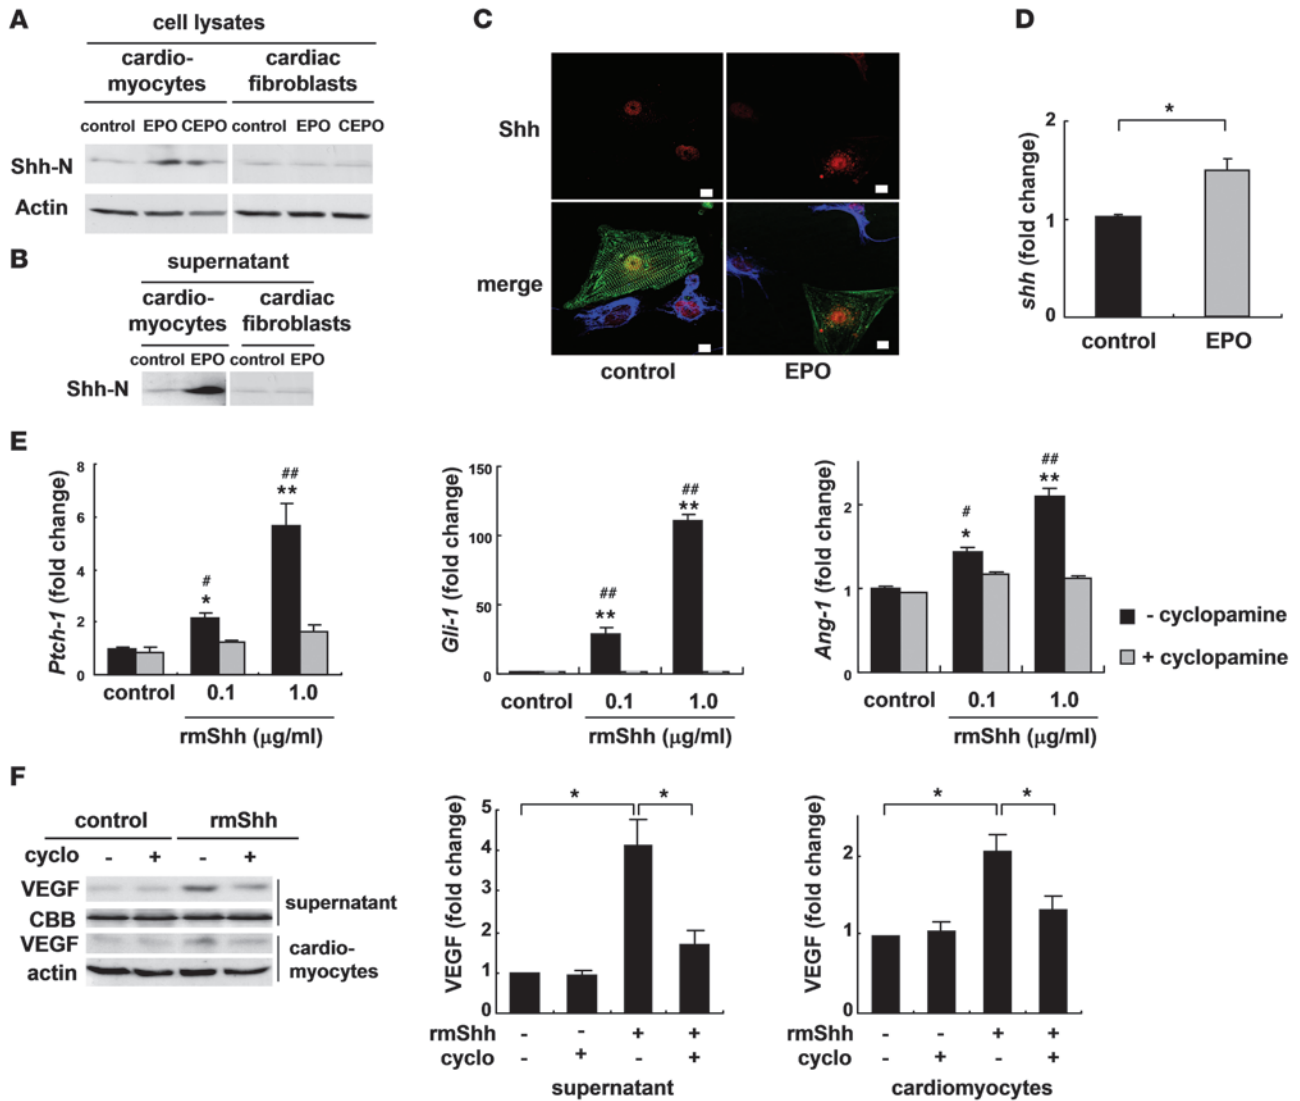 A
cell lysates
cardio-
myocytes
cardiac
fibroblasts
control EPO CEPO control EPO CEPO
Shh-N
Actin
B
supernatant
cardio-
myocytes
cardiac
fibroblasts
control EPO control EPO
Shh-N
C
Shh
merge
control EPO
D
shh (fold change)
2
1
0
*
control EPO
E
Ptch-1 (fold change)
8
6
4
2
0
#
*
##
**
control 0.1 1.0
rmShh (μg/ml)
Gli-1 (fold change)
150
100
50
0
##
**
##
**
control 0.1 1.0
rmShh (μg/ml)
Ang-1 (fold change)
2
1
0
#
*
##
**
control 0.1 1.0
rmShh (μg/ml)
- cyclopamine
+ cyclopamine
F
control rmShh
cyclo - + - +
VEGF
CBB
supernatant
VEGF
actin
cardio-
myocytes
VEGF (fold change)
5
4
3
2
1
0
* *
rmShh - - + +
cyclo - + - +
supernatant
VEGF (fold change)
2
1
0
* *
rmShh - - + +
cyclo - + - +
cardiomyocytes